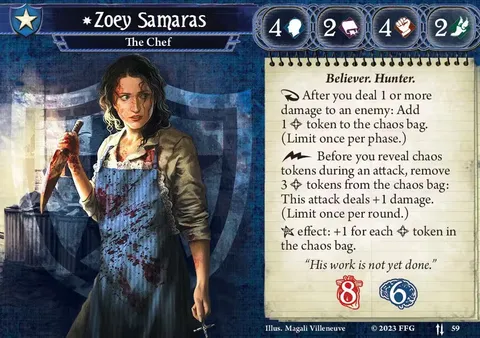 Zoey Samaras
The Chef
4 2 4 2
Believer. Hunter.
After you deal 1 or more
damage to an enemy: Add
1 token to the chaos bag.
(Limit once per phase.)
Before you reveal chaos
tokens during an attack, remove
3 tokens from the chaos bag:
This attack deals +1 damage.
(Limit once per round.)
effect: +1 for each token in
the chaos bag.
“His work is not yet done.”
8 6
Illus. Magali Villeneuve © 2023 FFG 59